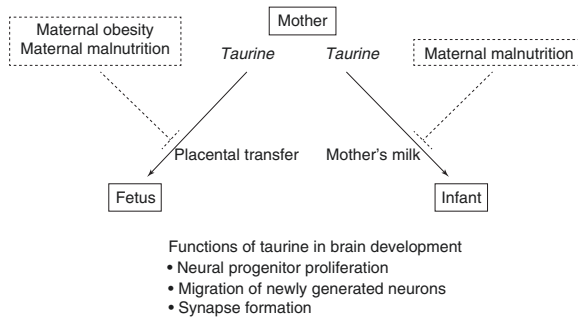 Mother
Maternal obesity
Maternal malnutrition
Taurine
Taurine
Maternal malnutrition
Placental transfer
Mother's milk
Fetus
Infant
Functions of taurine in brain development
• Neural progenitor proliferation
• Migration of newly generated neurons
• Synapse formation